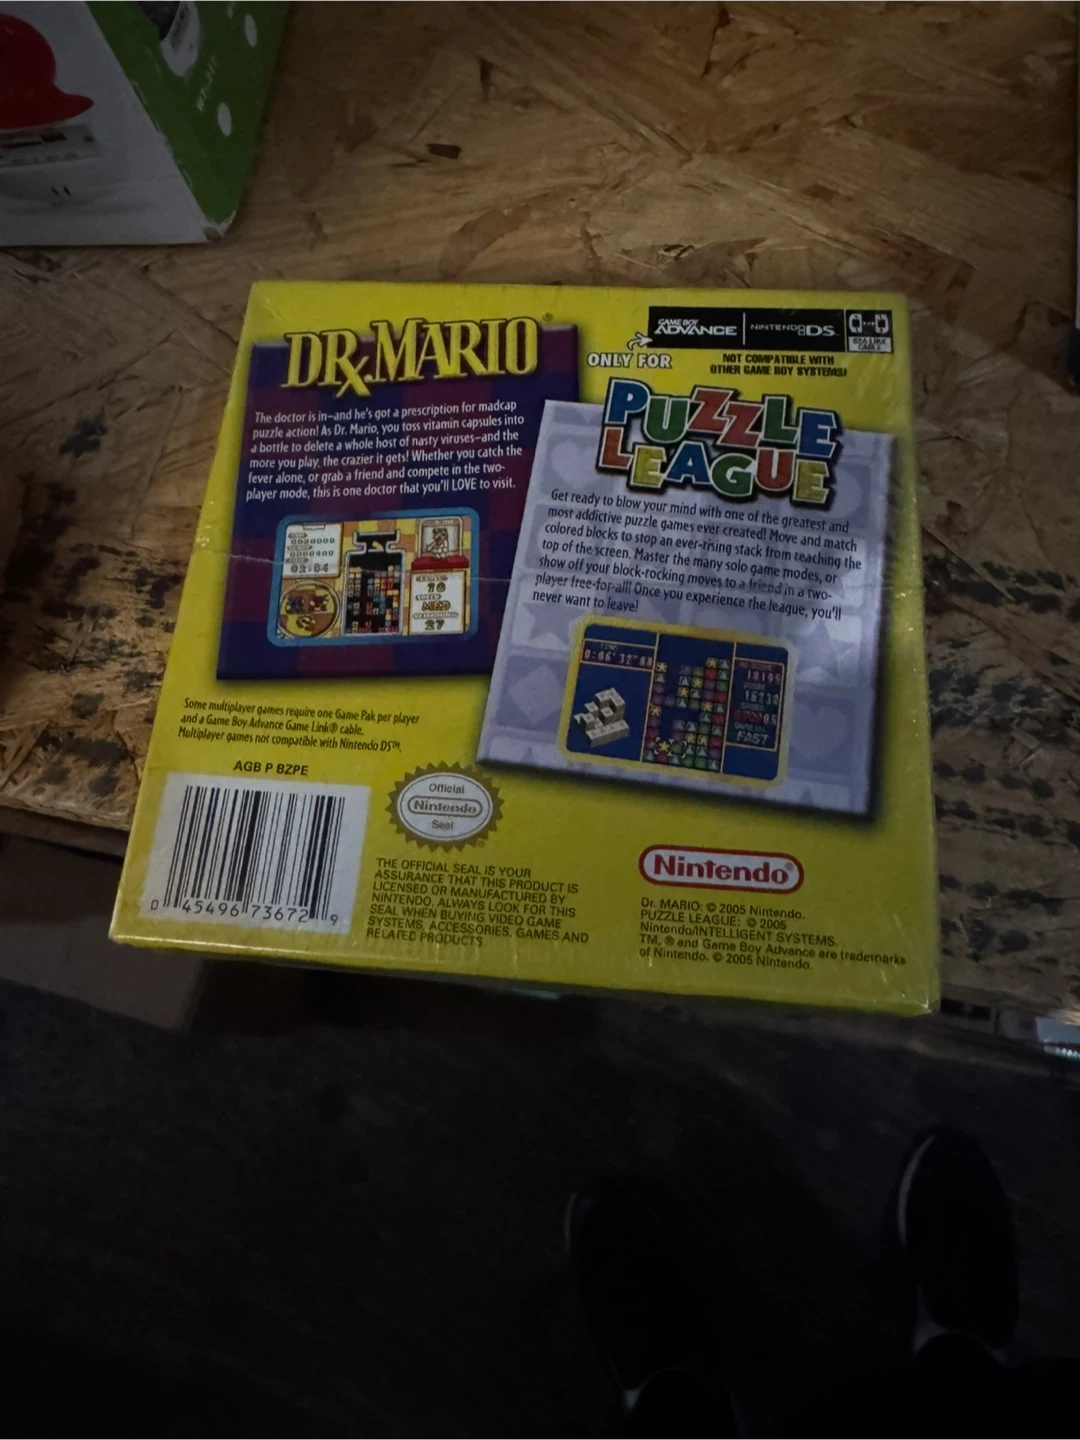 DR.MARIO®
The doctor is in–and he's got a prescription for madcap
puzzle action! As Dr. Mario, you toss vitamin capsules into
a bottle to delete a whole host of nasty viruses–and the
more you play, the crazier it gets! Whether you catch the
fever alone, or grab a friend and compete in the two-
player mode, this is one doctor that you'll LOVE to visit.
0000400
02:04
18
MED
27
GAME BOY
ADVANCE
NINTENDO DS™
GBA LINK
CABLE
ONLY FOR
NOT COMPATIBLE WITH
OTHER GAME BOY SYSTEMS!
PUZZLE
LEAGUE
Get ready to blow your mind with one of the greatest and
most addictive puzzle games ever created! Move and match
colored blocks to stop an ever-rising stack from reaching the
top of the screen. Master the many solo game modes, or
show off your block-rocking moves to a friend in a two-
player free-for-all! Once you experience the league, you'll
never want to leave!
FAST
Some multiplayer games require one Game Pak per player
and a Game Boy Advance Game Link® cable.
Multiplayer games not compatible with Nintendo DS™.
AGB P BZPE
0 45496 73672 9
Official
Nintendo
Seal
THE OFFICIAL SEAL IS YOUR
ASSURANCE THAT THIS PRODUCT IS
LICENSED OR MANUFACTURED BY
NINTENDO. ALWAYS LOOK FOR THIS
SEAL WHEN BUYING VIDEO GAME
SYSTEMS, ACCESSORIES, GAMES AND
RELATED PRODUCTS.
Nintendo®
Dr. MARIO: © 2005 Nintendo.
PUZZLE LEAGUE: © 2005
Nintendo/INTELLIGENT SYSTEMS.
TM, ® and Game Boy Advance are trademarks
of Nintendo. © 2005 Nintendo.